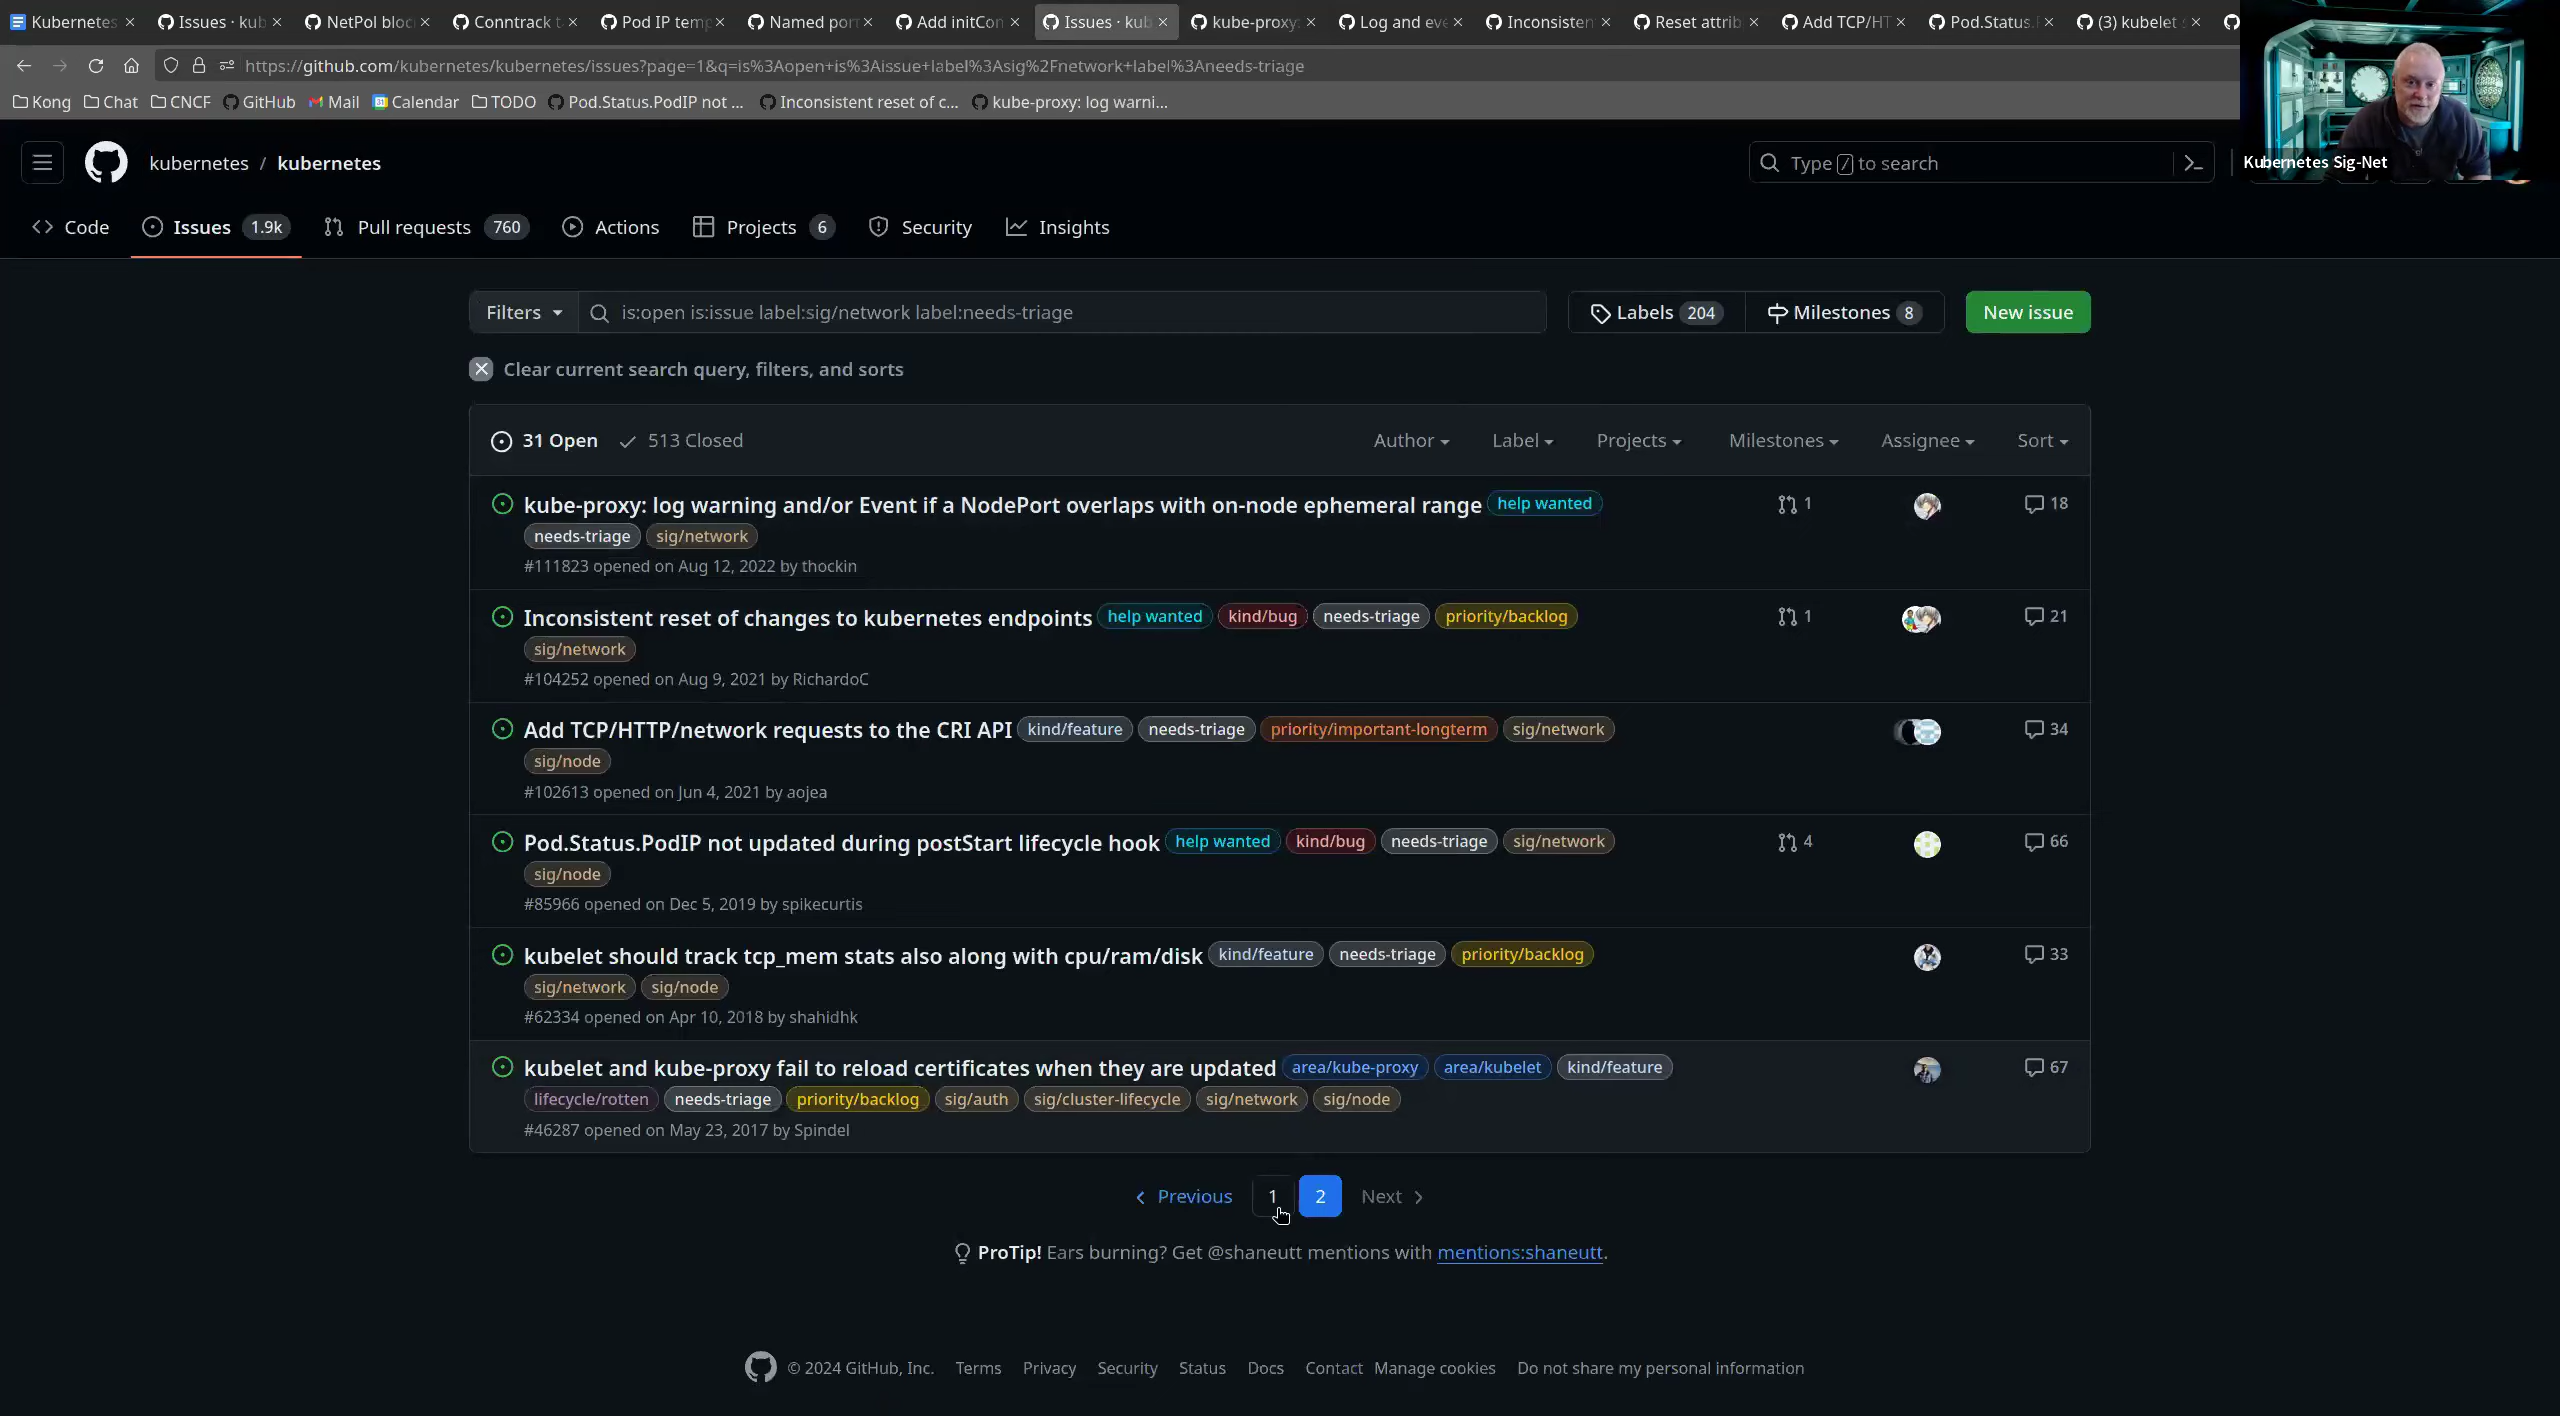 Kubernetes Issues · kub NetPol bloc Conntrack t Pod IP temp Named por Add initCon Issues · kub kube-proxy: Log and eve Inconsisten Reset attrib Add TCP/HT Pod.Status. (3) kubelet
https://github.com/kubernetes/kubernetes/issues?page=1&q=is%3Aopen+is%3Aissue+label%3Asig%2Fnetwork+label%3Aneeds-triage
Kong Chat CNCF GitHub Mail Calendar TODO Pod.Status.PodIP not ... Inconsistent reset of c... kube-proxy: log warni...
kubernetes / kubernetes
Type / to search
Kubernetes Sig-Net
Code Issues 1.9k Pull requests 760 Actions Projects 6 Security Insights
Filters is:open is:issue label:sig/network label:needs-triage Labels 204 Milestones 8 New issue
Clear current search query, filters, and sorts
31 Open 513 Closed Author Label Projects Milestones Assignee Sort
kube-proxy: log warning and/or Event if a NodePort overlaps with on-node ephemeral range help wanted 1 18
needs-triage sig/network
#111823 opened on Aug 12, 2022 by thockin
Inconsistent reset of changes to kubernetes endpoints help wanted kind/bug needs-triage priority/backlog 1 21
sig/network
#104252 opened on Aug 9, 2021 by RichardoC
Add TCP/HTTP/network requests to the CRI API kind/feature needs-triage priority/important-longterm sig/network 34
sig/node
#102613 opened on Jun 4, 2021 by aojea
Pod.Status.PodIP not updated during postStart lifecycle hook help wanted kind/bug needs-triage sig/network 4 66
sig/node
#85966 opened on Dec 5, 2019 by spikecurtis
kubelet should track tcp_mem stats also along with cpu/ram/disk kind/feature needs-triage priority/backlog 33
sig/network sig/node
#62334 opened on Apr 10, 2018 by shahidhk
kubelet and kube-proxy fail to reload certificates when they are updated area/kube-proxy area/kubelet kind/feature 67
lifecycle/rotten needs-triage priority/backlog sig/auth sig/cluster-lifecycle sig/network sig/node
#46287 opened on May 23, 2017 by Spindel
Previous 1 2 Next
ProTip! Ears burning? Get @shaneutt mentions with mentions:shaneutt.
© 2024 GitHub, Inc. Terms Privacy Security Status Docs Contact Manage cookies Do not share my personal information